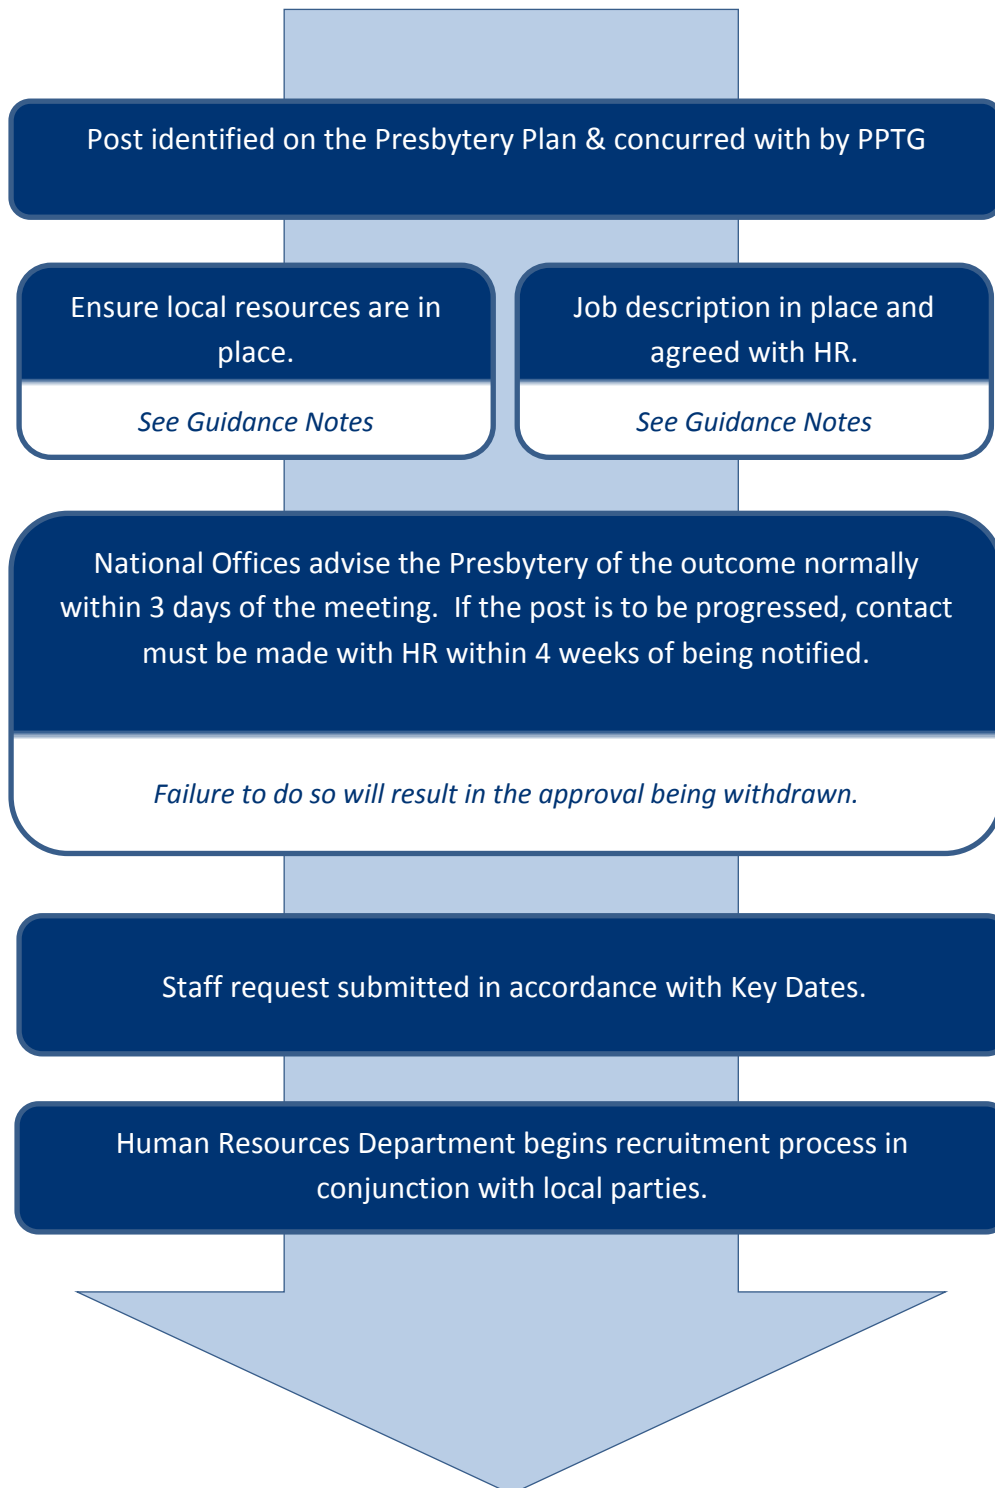 Post identified on the Presbytery Plan & concurred with by PPTG
Ensure local resources are in
place.
See Guidance Notes
Job description in place and
agreed with HR.
See Guidance Notes
National Offices advise the Presbytery of the outcome normally
within 3 days of the meeting.  If the post is to be progressed, contact
must be made with HR within 4 weeks of being notified.
Failure to do so will result in the approval being withdrawn.
Staff request submitted in accordance with Key Dates.
Human Resources Department begins recruitment process in
conjunction with local parties.